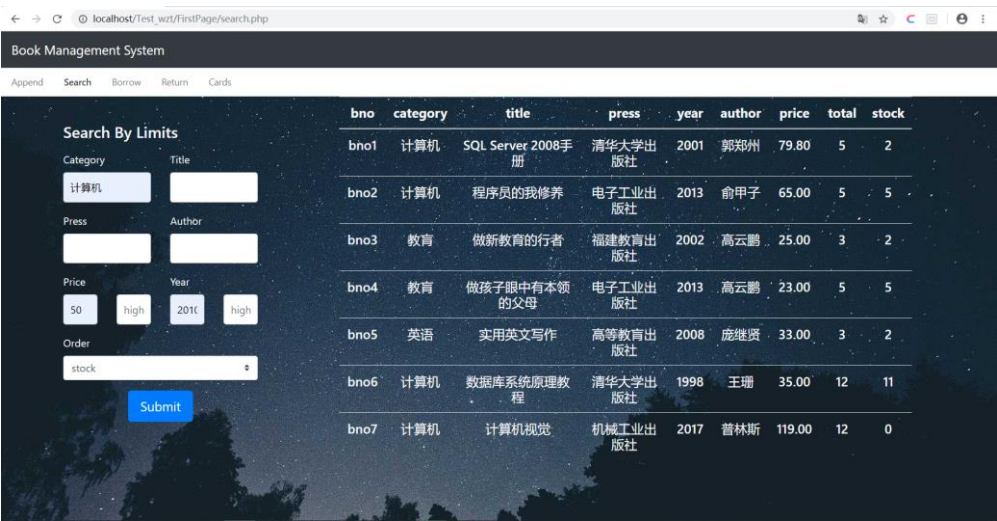 localhost/Test_wzt/FirstPage/search.php
Book Management System
Append Search Borrow Return Cards
Search By Limits
Category Title
计算机
Press Author
Price Year
50 high 201 high
Order
stock
Submit
bno category title press year author price total stock
bno1 计算机 SQL Server 2008手 清华大学出 2001 郭郑州 79.80 5 2
册 版社
bno2 计算机 程序员的我修养 电子工业出 2013 俞甲子 65.00 5 5
版社
bno3 教育 做新教育的行者 福建教育出 2002 高云鹏 25.00 3 2
版社
bno4 教育 做孩子眼中有本领 电子工业出 2013 高云鹏 23.00 5 5
的父母 版社
bno5 英语 实用英文写作 高等教育出 2008 庞继贤 33.00 3 2
版社
bno6 计算机 数据库系统原理教 清华大学出 1998 王珊 35.00 12 11
程 版社
bno7 计算机 计算机视觉 机械工业出 2017 普林斯 119.00 12 0
版社